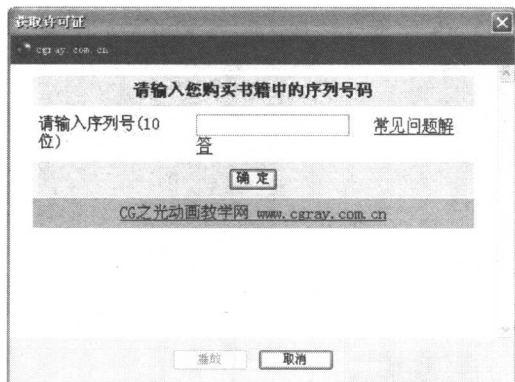 获取许可证
cgray.com.cn
请输入您购买书籍中的序列号码
请输入序列号(10
位)
常见问题解
答
确 定
CG之光动画教学网 www.cgray.com.cn
播放
取消